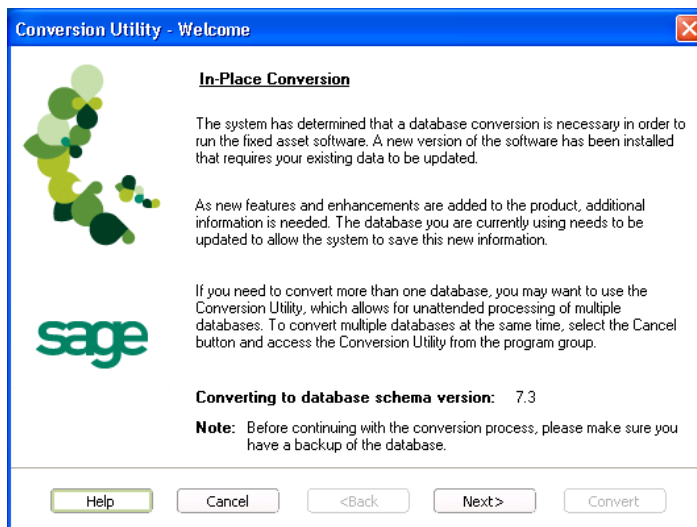 Conversion Utility - Welcome
In-Place Conversion
The system has determined that a database conversion is necessary in order to
run the fixed asset software. A new version of the software has been installed
that requires your existing data to be updated.
As new features and enhancements are added to the product, additional
information is needed. The database you are currently using needs to be
updated to allow the system to save this new information.
If you need to convert more than one database, you may want to use the
Conversion Utility, which allows for unattended processing of multiple
databases. To convert multiple databases at the same time, select the Cancel
button and access the Conversion Utility from the program group.
sage
Converting to database schema version: 7.3
Note: Before continuing with the conversion process, please make sure you
have a backup of the database.
Help Cancel <Back Next> Convert